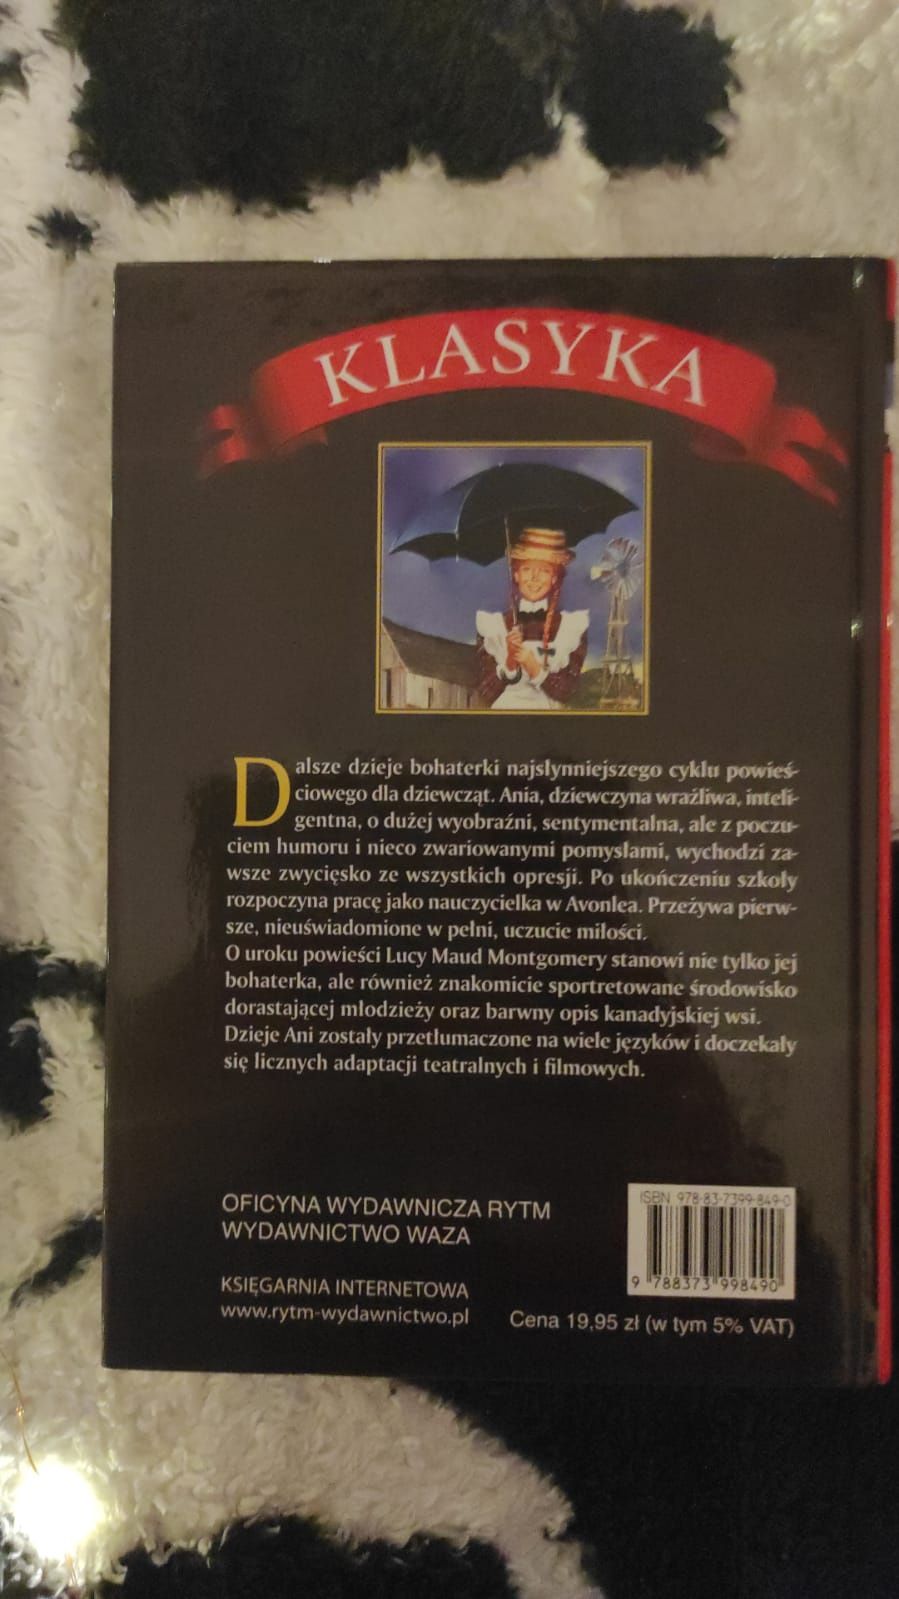 KLASYKA
Dalsze dzieje bohaterki najsłynniejszego cyklu powieś-
ciowego dla dziewcząt. Ania, dziewczyna wrażliwa, inteli-
gentna, o dużej wyobraźni, sentymentalna, ale z poczu-
ciem humoru i nieco zwariowanymi pomysłami, wychodzi za-
wsze zwycięsko ze wszystkich opresji. Po ukończeniu szkoły
rozpoczyna pracę jako nauczycielka w Avonlea. Przeżywa pierw-
sze, nieuświadomione w pełni, uczucie miłości.
O uroku powieści Lucy Maud Montgomery stanowi nie tylko jej
bohaterka, ale również znakomicie sportretowane środowisko
dorastającej młodzieży oraz barwny opis kanadyjskiej wsi.
Dzieje Ani zostały przetłumaczone na wiele języków i doczekały
się licznych adaptacji teatralnych i filmowych.
OFICYNA WYDAWNICZA RYTM
WYDAWNICTWO WAZA
KSIĘGARNIA INTERNETOWA
www.rytm-wydawnictwo.pl
ISBN 978-83-7399-849-0
9 788373 998490
Cena 19,95 zł (w tym 5% VAT)